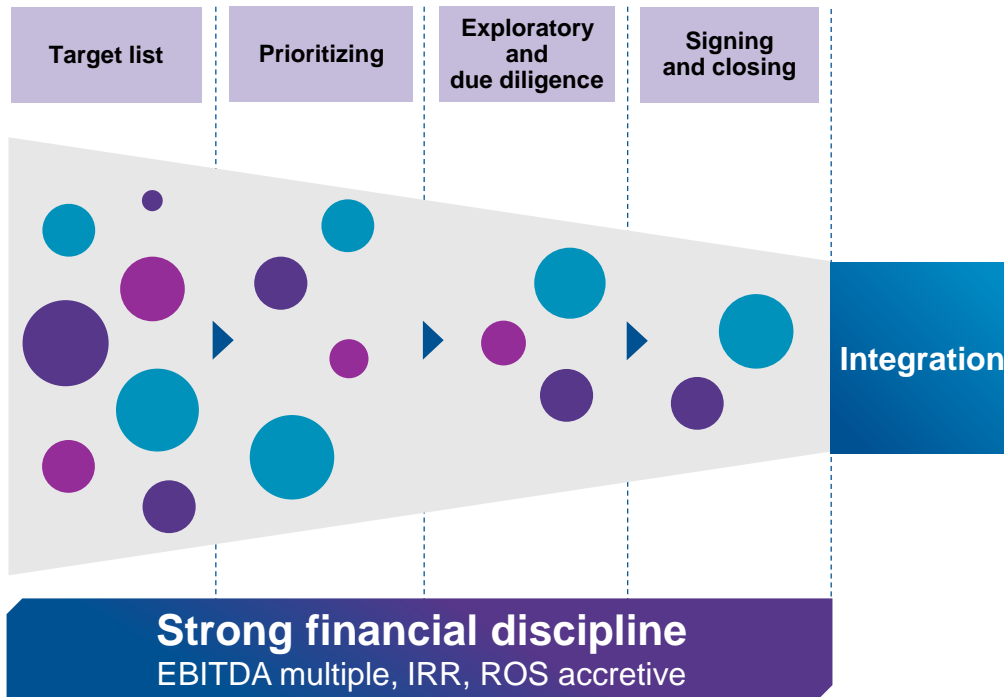 Target list
Prioritizing
Exploratory
and
due diligence
Signing
and closing
Integration
Strong financial discipline
EBITDA multiple, IRR, ROS accretive